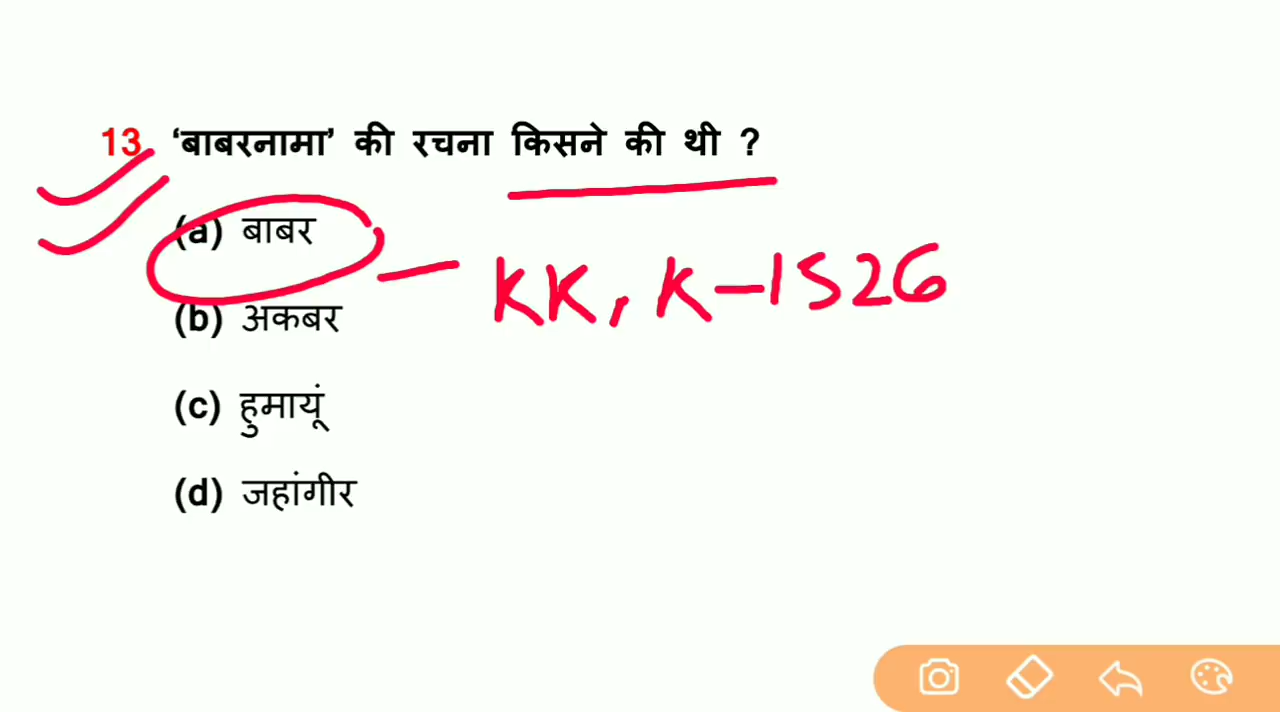 13. ‘बाबरनामा’ की रचना किसने की थी ?
(a) बाबर
KK, K-1526
(b) अकबर
(c) हुमायूं
(d) जहांगीर